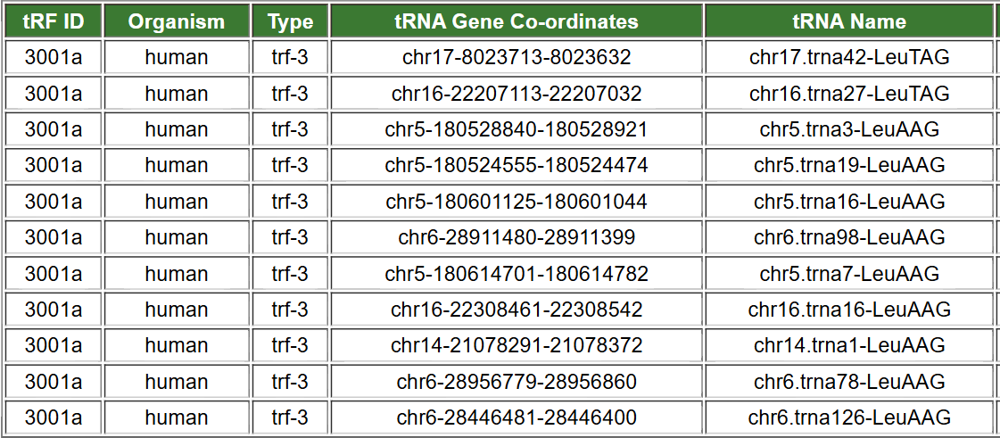 tRF ID Organism Type tRNA Gene Co-ordinates tRNA Name
3001a human trf-3 chr17-8023713-8023632 chr17.trna42-LeuTAG
3001a human trf-3 chr16-22207113-22207032 chr16.trna27-LeuTAG
3001a human trf-3 chr5-180528840-180528921 chr5.trna3-LeuAAG
3001a human trf-3 chr5-180524555-180524474 chr5.trna19-LeuAAG
3001a human trf-3 chr5-180601125-180601044 chr5.trna16-LeuAAG
3001a human trf-3 chr6-28911480-28911399 chr6.trna98-LeuAAG
3001a human trf-3 chr5-180614701-180614782 chr5.trna7-LeuAAG
3001a human trf-3 chr16-22308461-22308542 chr16.trna16-LeuAAG
3001a human trf-3 chr14-21078291-21078372 chr14.trna1-LeuAAG
3001a human trf-3 chr6-28956779-28956860 chr6.trna78-LeuAAG
3001a human trf-3 chr6-28446481-28446400 chr6.trna126-LeuAAG